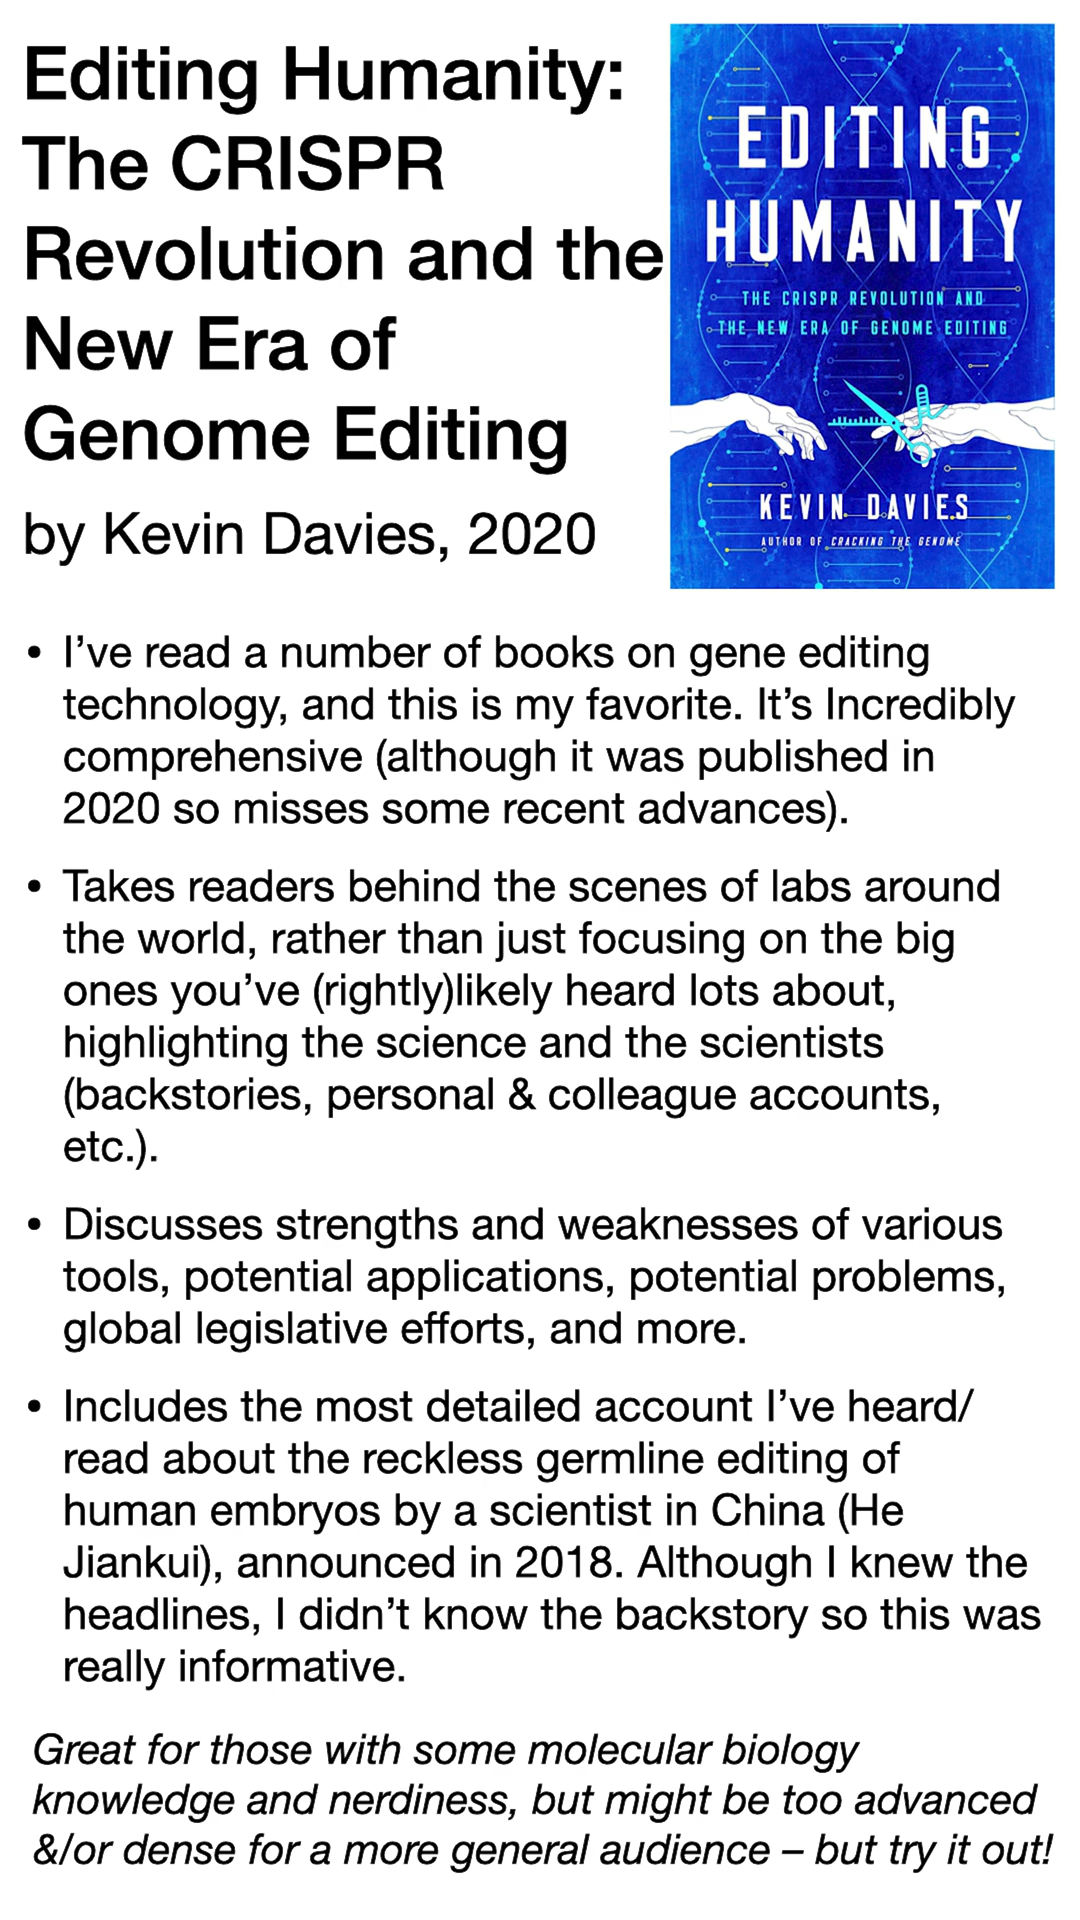 Editing Humanity:
The CRISPR
Revolution and the
New Era of
Genome Editing
by Kevin Davies, 2020
EDITING
HUMANITY
THE CRISPR REVOLUTION AND
THE NEW ERA OF GENOME EDITING
KEVIN DAVIES
AUTHOR OF CRACKING THE GENOME
• I’ve read a number of books on gene editing
technology, and this is my favorite. It’s Incredibly
comprehensive (although it was published in
2020 so misses some recent advances).
• Takes readers behind the scenes of labs around
the world, rather than just focusing on the big
ones you’ve (rightly)likely heard lots about,
highlighting the science and the scientists
(backstories, personal & colleague accounts,
etc.).
• Discusses strengths and weaknesses of various
tools, potential applications, potential problems,
global legislative efforts, and more.
• Includes the most detailed account I’ve heard/
read about the reckless germline editing of
human embryos by a scientist in China (He
Jiankui), announced in 2018. Although I knew the
headlines, I didn’t know the backstory so this was
really informative.
Great for those with some molecular biology
knowledge and nerdiness, but might be too advanced
&/or dense for a more general audience – but try it out!